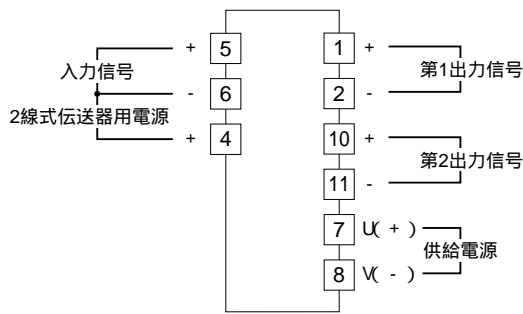 + 5
入力信号
- 6
2線式伝送器用電源
+ 4
1 +
第1出力信号
2 -
10 +
第2出力信号
11 -
7 U( + )
供給電源
8 V( - )